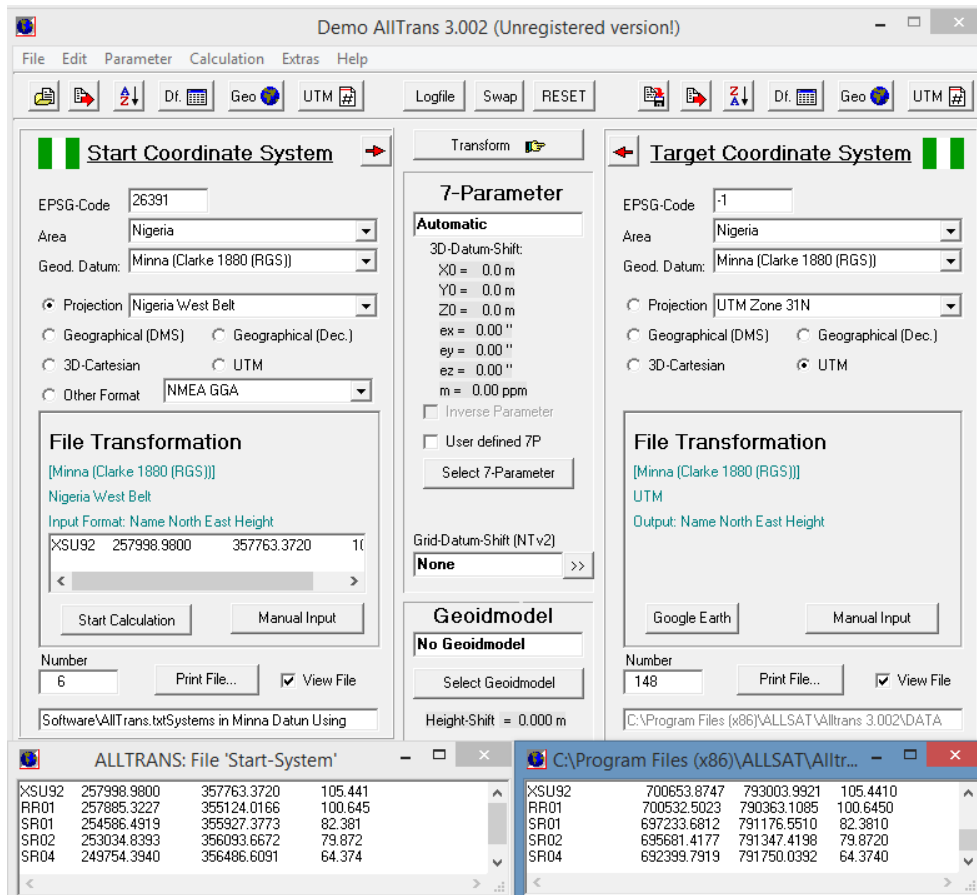 Demo AllTrans 3.002 (Unregistered version!)
File Edit Parameter Calculation Extras Help
Df. Geo UTM Logfile Swap RESET Df. Geo UTM
Start Coordinate System
EPSG-Code 26391
Area Nigeria
Geod. Datum: Minna (Clarke 1880 (RGS))
Projection Nigeria West Belt
Geographical (DMS) Geographical (Dec.)
3D-Cartesian UTM
Other Format NMEA GGA
File Transformation
[Minna (Clarke 1880 (RGS))]
Nigeria West Belt
Input Format: Name North East Height
XSU92 257998.9800 357763.3720 10
Start Calculation Manual Input
Number
6 Print File... View File
Software\AllTrans.txtSystems in Minna Datun Using
Transform
7-Parameter
Automatic
3D-Datum-Shift:
X0 = 0.0 m
Y0 = 0.0 m
Z0 = 0.0 m
ex = 0.00 "
ey = 0.00 "
ez = 0.00 "
m = 0.00 ppm
Inverse Parameter
User defined 7P
Select 7-Parameter
Grid-Datum-Shift (NTv2)
None >>
Geoidmodel
No Geoidmodel
Select Geoidmodel
Height-Shift = 0.000 m
Target Coordinate System
EPSG-Code -1
Area Nigeria
Geod. Datum: Minna (Clarke 1880 (RGS))
Projection UTM Zone 31N
Geographical (DMS) Geographical (Dec.)
3D-Cartesian UTM
File Transformation
[Minna (Clarke 1880 (RGS))]
UTM
Output: Name North East Height
Google Earth Manual Input
Number
148 Print File... View File
C:\Program Files (x86)\ALLSAT\Alltrans 3.002\DATA
ALLTRANS: File 'Start-System'
XSU92 257998.9800 357763.3720 105.441
RR01 257885.3227 355124.0166 100.645
SR01 254586.4919 355927.3773 82.381
SR02 253034.8393 356093.6672 79.872
SR04 249754.3940 356486.6091 64.374
C:\Program Files (x86)\ALLSAT\Alltr...
XSU92 700653.8747 793003.9921 105.4410
RR01 700532.5023 790363.1085 100.6450
SR01 697233.6812 791176.5510 82.3810
SR02 695681.4177 791347.4198 79.8720
SR04 692399.7919 791750.0392 64.3740